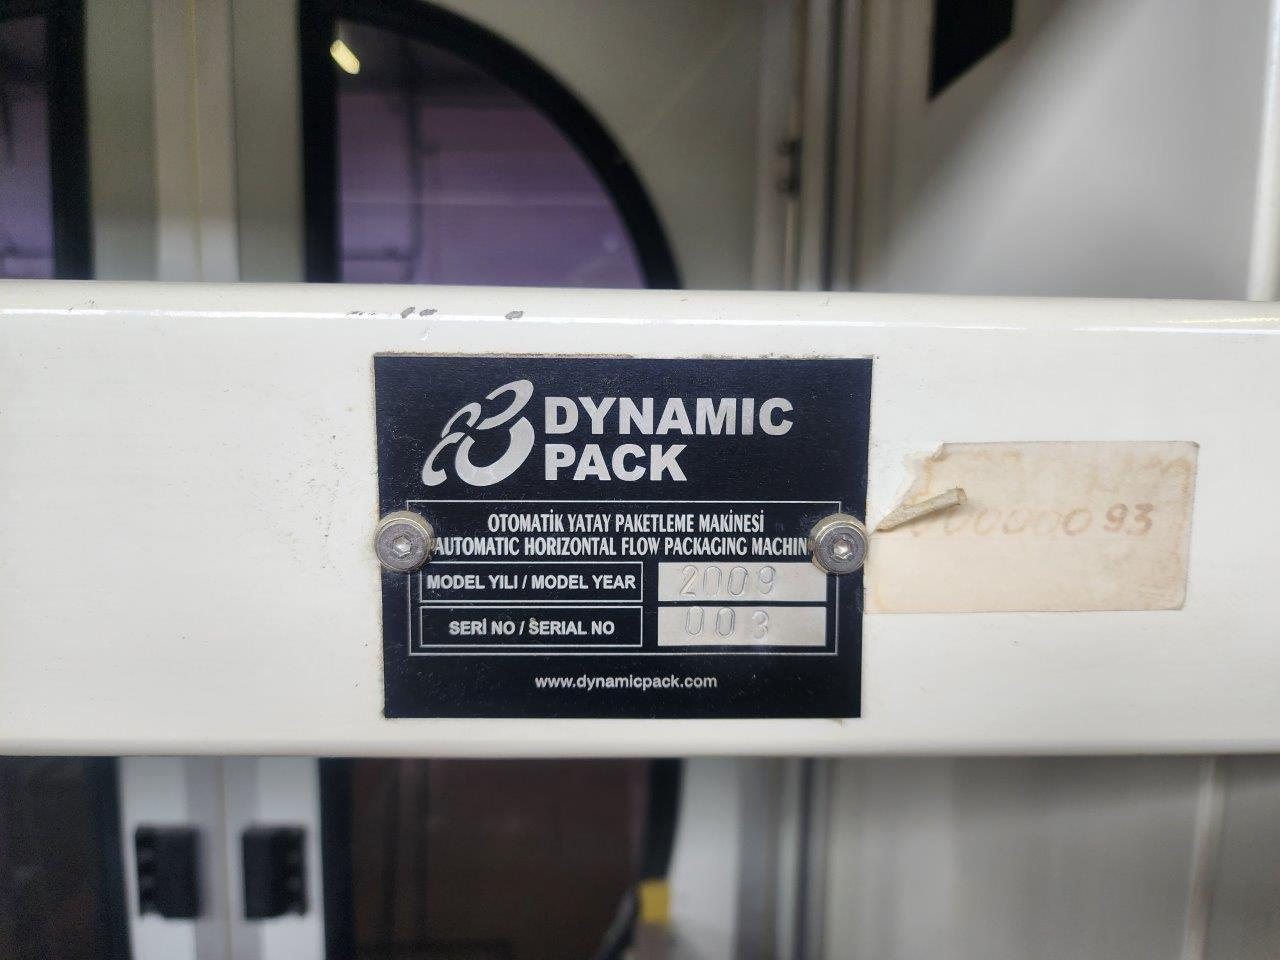 DYNAMIC
PACK
OTOMATİK YATAY PAKETLEME MAKİNESİ
AUTOMATIC HORIZONTAL FLOW PACKAGING MACHIN
MODEL YILI / MODEL YEAR 2009
SERİ NO / SERIAL NO 003
www.dynamicpack.com
00000093